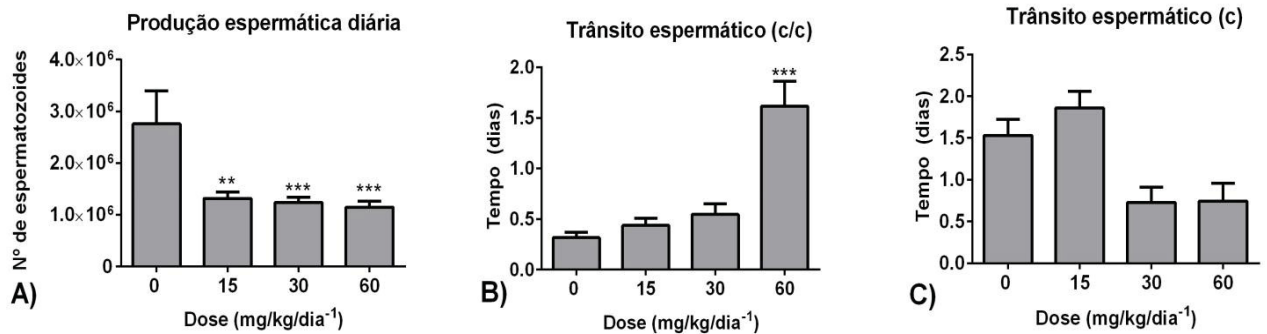 Produção espermática diária
Nº de espermatozoides
4.0×10⁶
3.0×10⁶
2.0×10⁶
1.0×10⁶
0
**
***
***
0
15
30
60
A)
Dose (mg/kg/dia⁻¹)
Trânsito espermático (c/c)
Tempo (dias)
2.0
1.5
1.0
0.5
0.0
***
0
15
30
60
B)
Dose (mg/kg/dia⁻¹)
Trânsito espermático (c)
Tempo (dias)
2.5
2.0
1.5
1.0
0.5
0.0
0
15
30
60
C)
Dose (mg/kg/dia⁻¹)